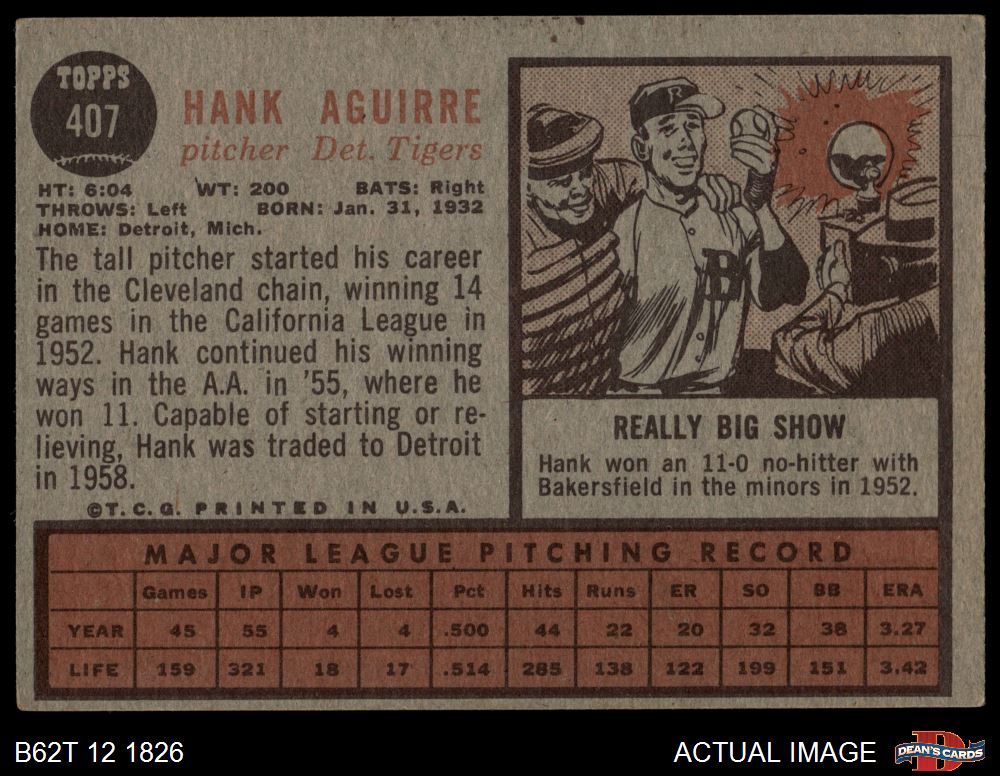 TOPPS
407
HANK AGUIRRE
pitcher Det. Tigers
HT: 6:04 WT: 200 BATS: Right
THROWS: Left BORN: Jan. 31, 1932
HOME: Detroit, Mich.
The tall pitcher started his career
in the Cleveland chain, winning 14
games in the California League in
1952. Hank continued his winning
ways in the A.A. in '55, where he
won 11. Capable of starting or re-
lieving, Hank was traded to Detroit
in 1958.
©T.C.G. PRINTED IN U.S.A.
R
B
REALLY BIG SHOW
Hank won an 11-0 no-hitter with
Bakersfield in the minors in 1952.
MAJOR LEAGUE PITCHING RECORD
Games IP Won Lost Pct Hits Runs ER SO BB ERA
YEAR 45 55 4 4 .500 44 22 20 32 38 3.27
LIFE 159 321 18 17 .514 285 138 122 199 151 3.42
B62T 12 1826
ACTUAL IMAGE
DEAN'S CARDS